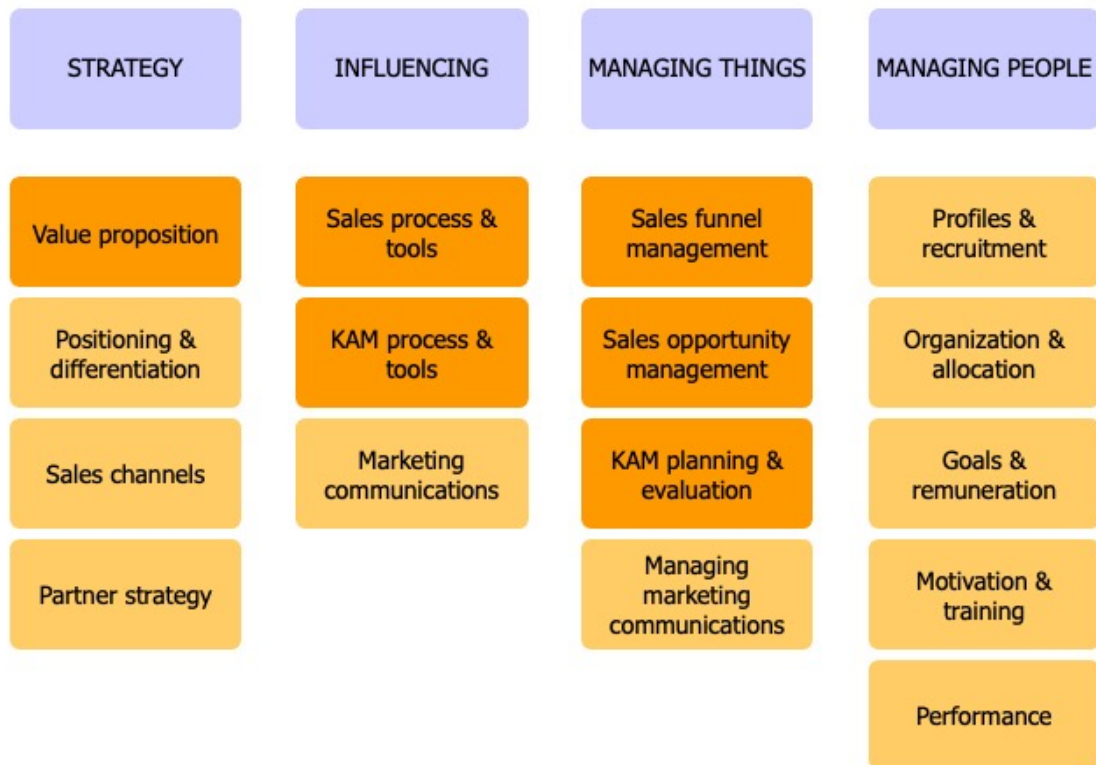 STRATEGY
INFLUENCING
MANAGING THINGS
MANAGING PEOPLE
Value proposition
Positioning &
differentiation
Sales channels
Partner strategy
Sales process &
tools
KAM process &
tools
Marketing
communications
Sales funnel
management
Sales opportunity
management
KAM planning &
evaluation
Managing
marketing
communications
Profiles &
recruitment
Organization &
allocation
Goals &
remuneration
Motivation &
training
Performance